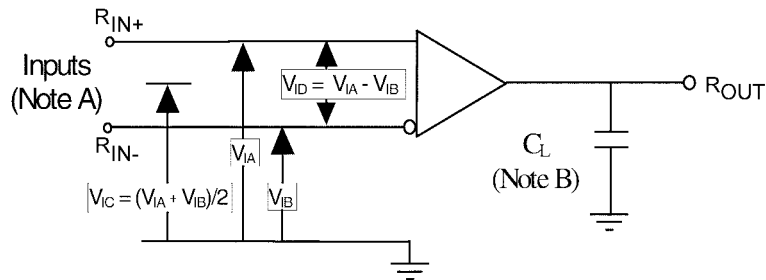 RIN+
Inputs
(Note A)
VID = VIA - VIB
ROUT
RIN-
VIA
CL
(Note B)
VIC = (VIA + VIB)/2
VIB